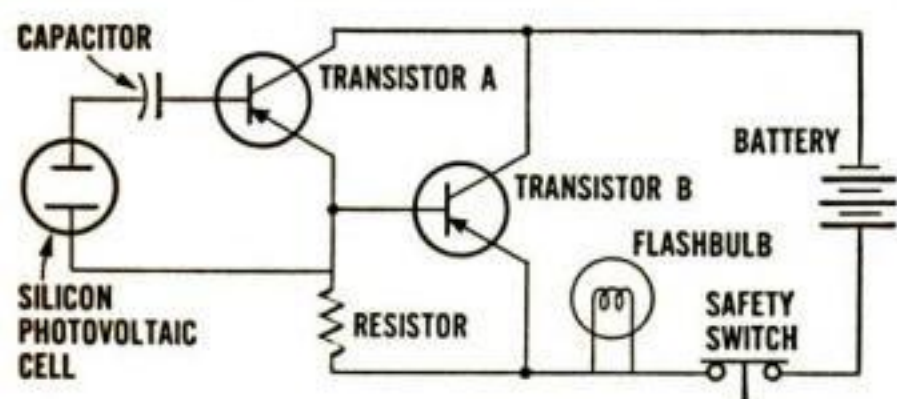 CAPACITOR
TRANSISTOR A
BATTERY
TRANSISTOR B
FLASHBULB
SILICON
PHOTOVOLTAIC
CELL
RESISTOR
SAFETY
SWITCH